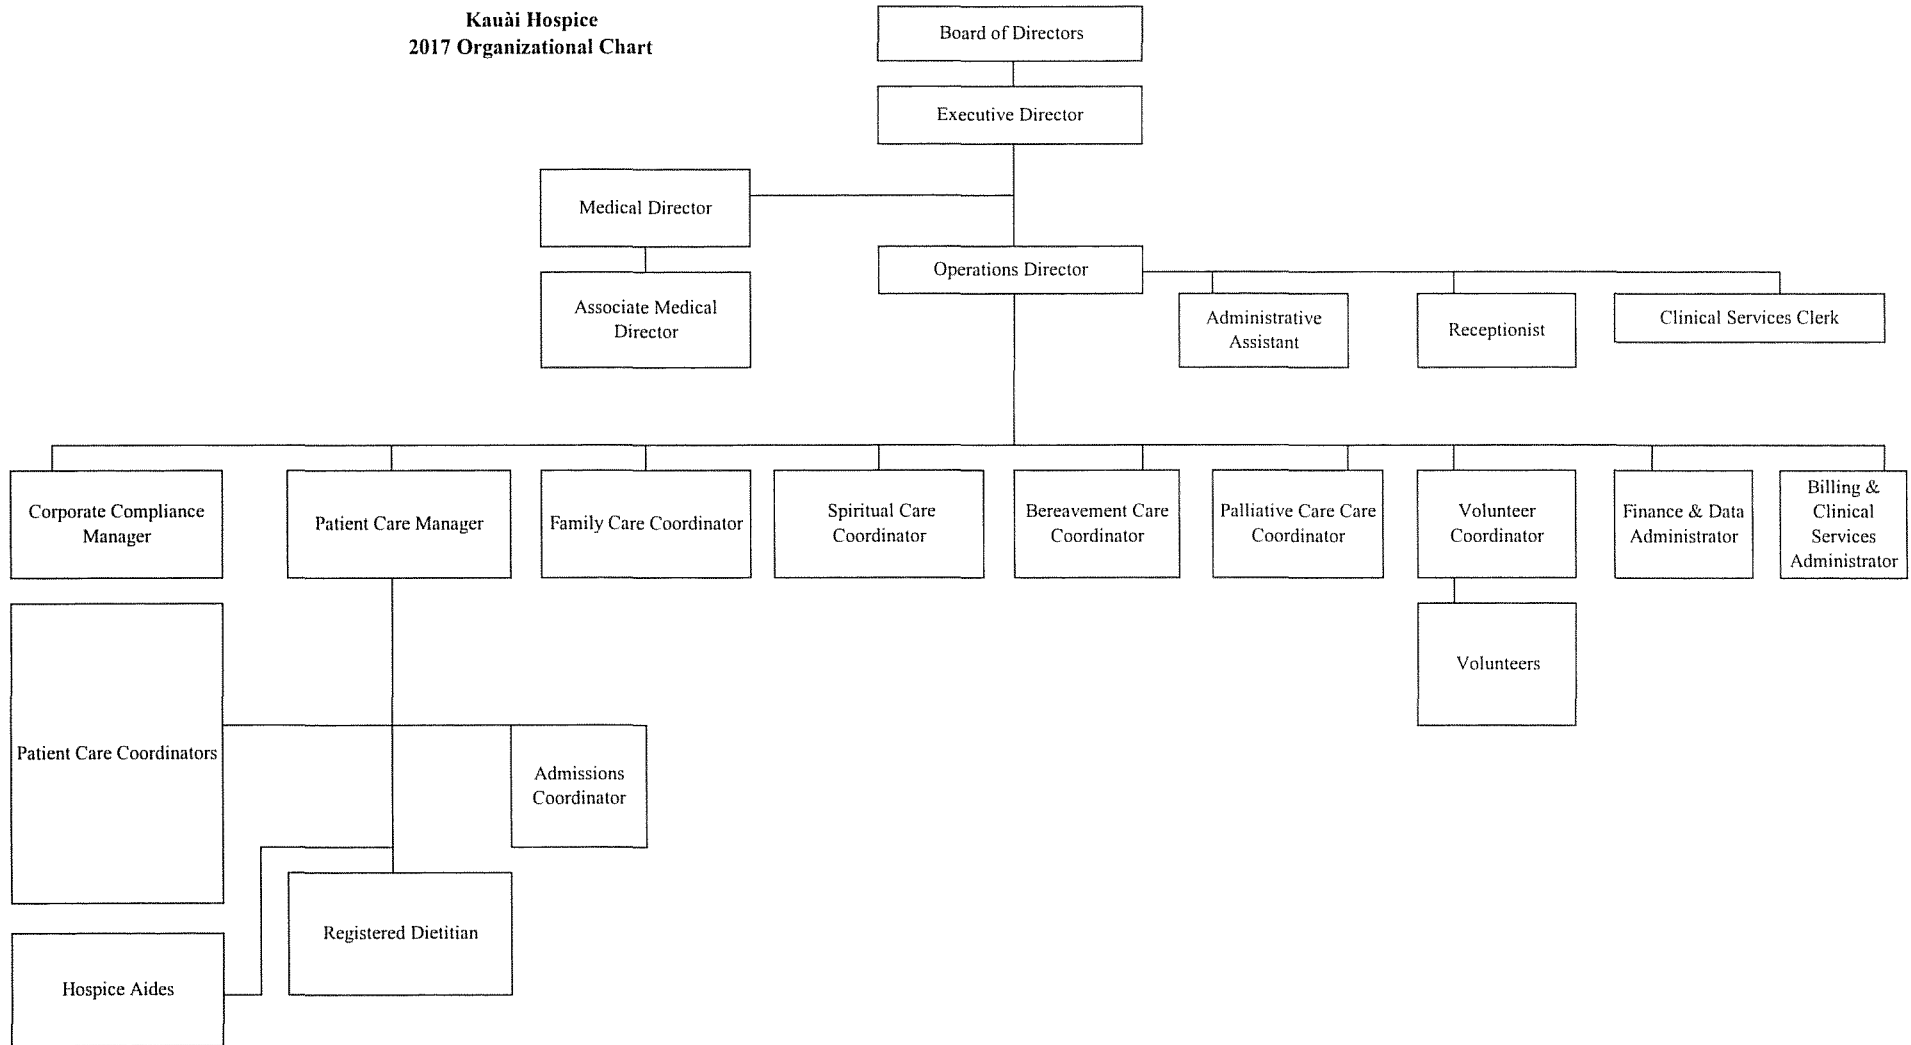 Kauài Hospice
2017 Organizational Chart
Board of Directors
Executive Director
Medical Director
Operations Director
Associate Medical
Director
Administrative
Assistant
Receptionist
Clinical Services Clerk
Corporate Compliance
Manager
Patient Care Manager
Family Care Coordinator
Spiritual Care
Coordinator
Bereavement Care
Coordinator
Palliative Care Care
Coordinator
Volunteer
Coordinator
Finance & Data
Administrator
Billing &
Clinical
Services
Administrator
Volunteers
Patient Care Coordinators
Admissions
Coordinator
Registered Dietitian
Hospice Aides